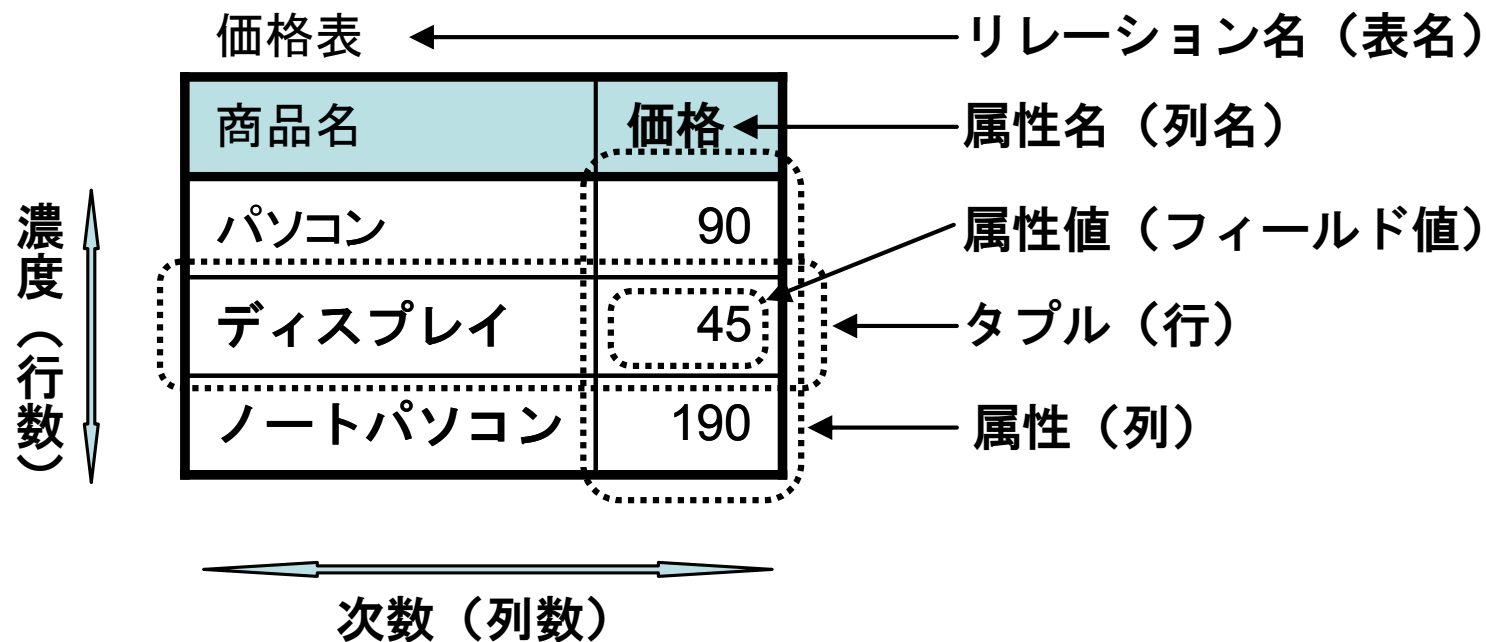 価格表
リレーション名（表名）
商品名
価格
属性名（列名）
パソコン
90
属性値（フィールド値）
ディスプレイ
45
タプル（行）
ノートパソコン
190
属性（列）
濃度（行数）
次数（列数）